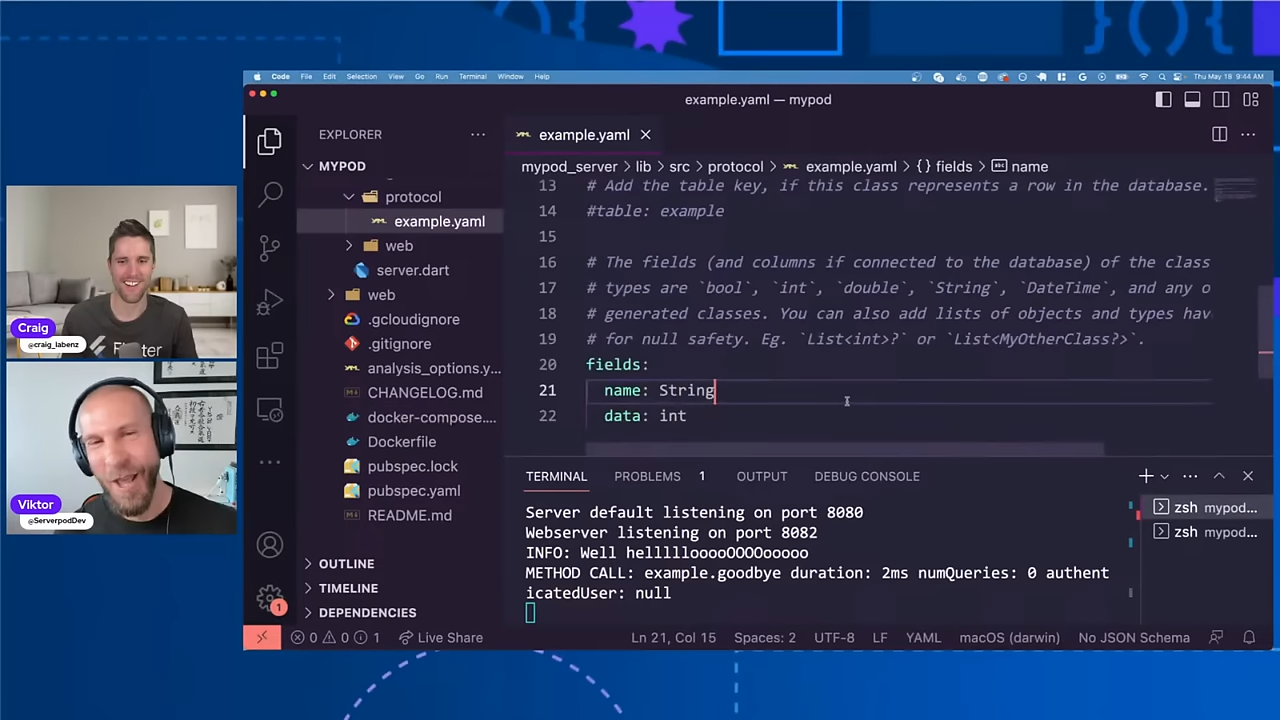 Code File Edit Selection View Go Run Terminal Window Help
Thu May 18 9:44 AM
example.yaml — mypod
EXPLORER
MYPOD
protocol
example.yaml
web
server.dart
web
.gcloudignore
.gitignore
analysis_options.y...
CHANGELOG.md
docker-compose....
Dockerfile
pubspec.lock
pubspec.yaml
README.md
OUTLINE
TIMELINE
DEPENDENCIES
example.yaml
mypod_server > lib > src > protocol > example.yaml > {} fields > abc name
13 # Add the table key, if this class represents a row in the database.
14 #table: example
15
16 # The fields (and columns if connected to the database) of the class
17 # types are `bool`, `int`, `double`, `String`, `DateTime`, and any o
18 # generated classes. You can also add lists of objects and types hav
19 # for null safety. Eg. `List<int>?` or `List<MyOtherClass?>`.
20 fields:
21 name: String
22 data: int
TERMINAL PROBLEMS 1 OUTPUT DEBUG CONSOLE
Server default listening on port 8080
Webserver listening on port 8082
INFO: Well helllllooooOOOOooooo
METHOD CALL: example.goodbye duration: 2ms numQueries: 0 authent
icatedUser: null
zsh mypod...
zsh mypod...
1
0 0 1 Live Share Ln 21, Col 15 Spaces: 2 UTF-8 LF YAML macOS (darwin) No JSON Schema
Craig
@craig_labenz
Viktor
@ServerpodDev